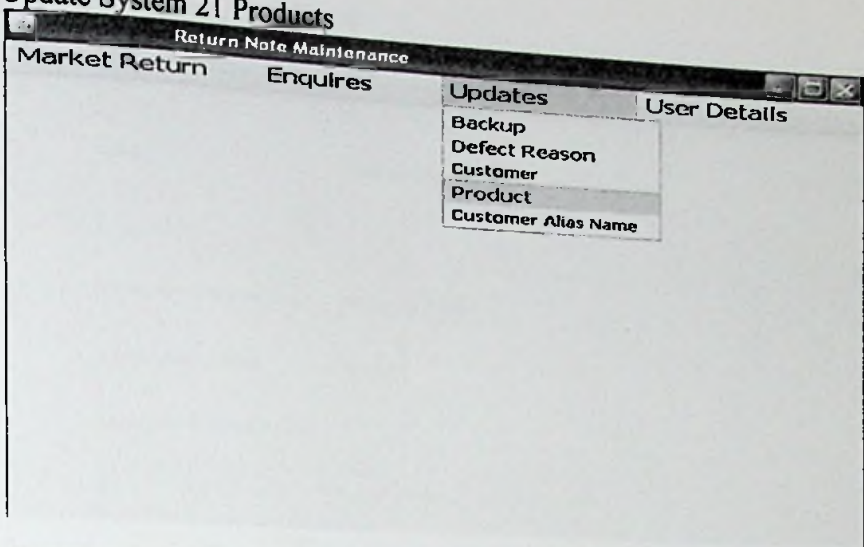 Update System 21 Products
Return Note Maintenance
Market Return Enquires Updates User Details
Backup
Defect Reason
Customer
Product
Customer Alias Name